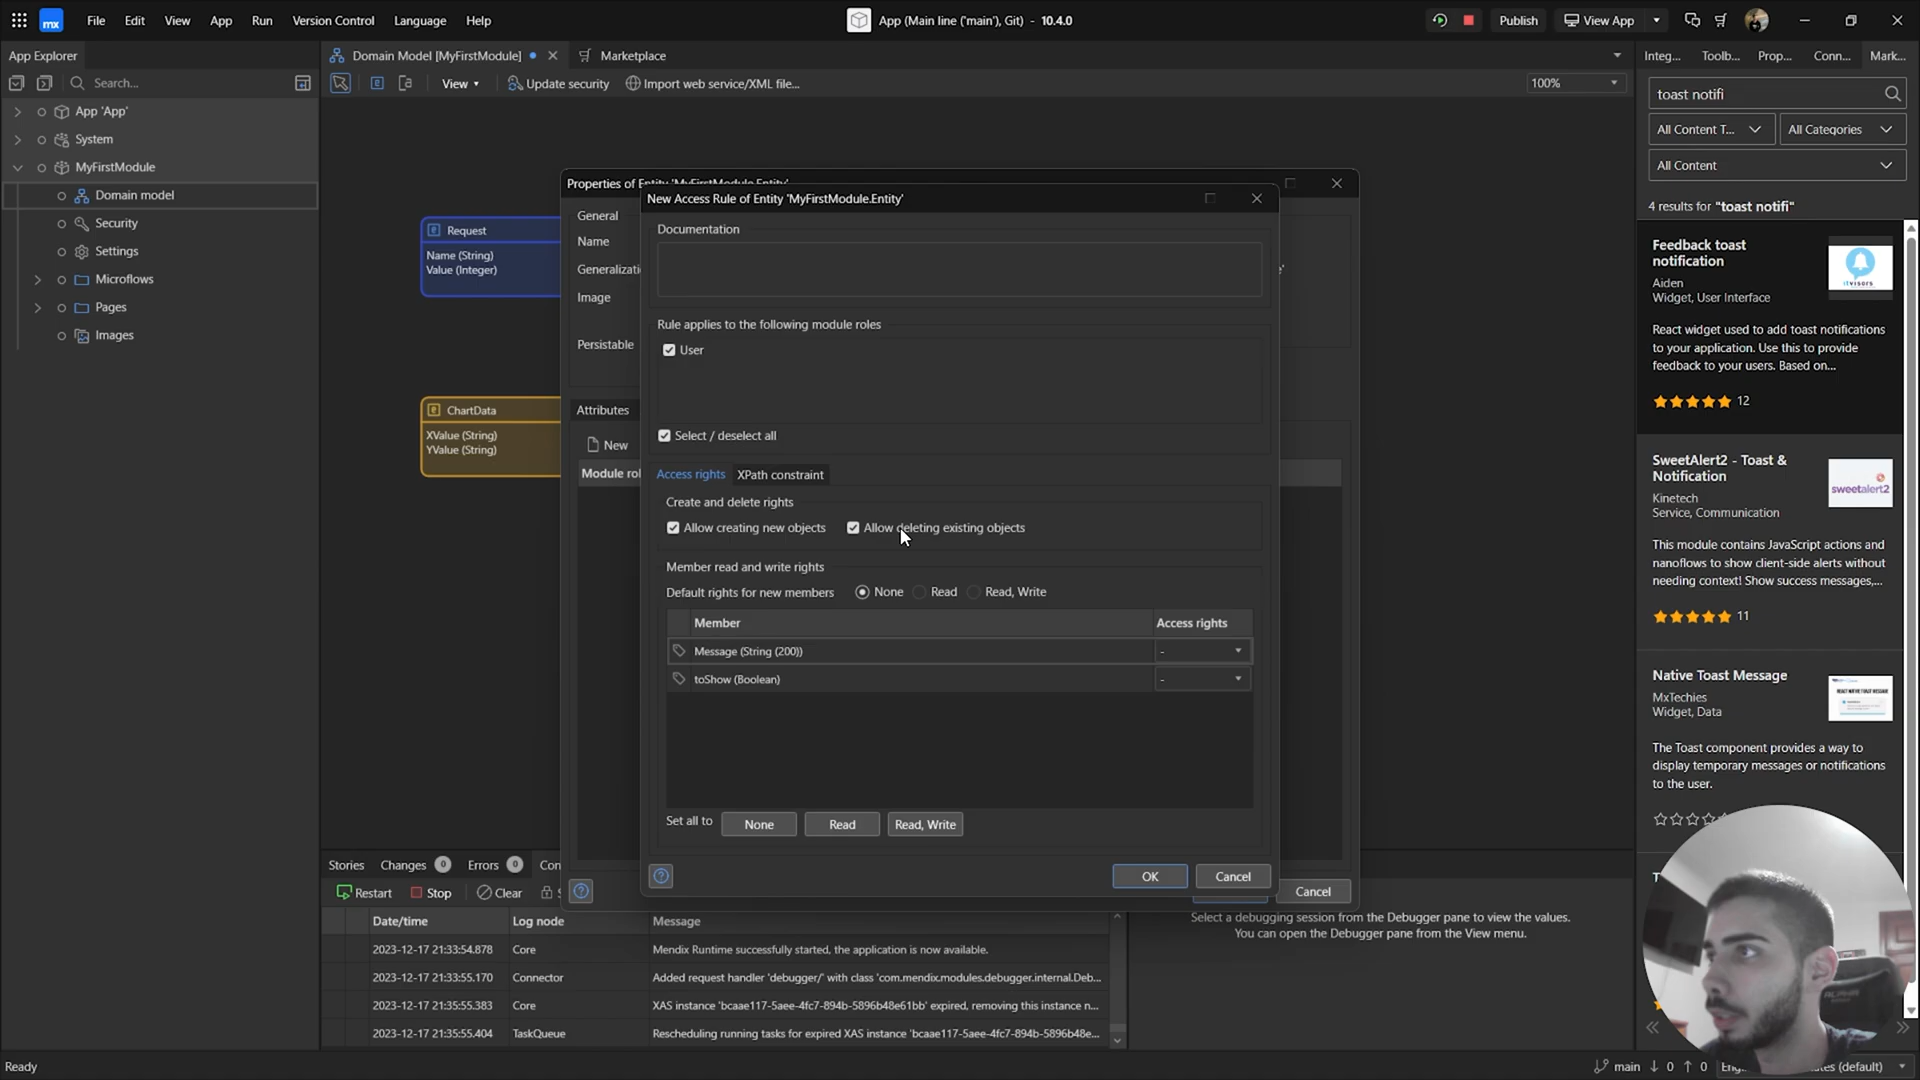 mx File Edit View App Run Version Control Language Help
App (Main line ('main'), Git) - 10.4.0
Publish View App
App Explorer
Search...
App 'App'
System
MyFirstModule
Domain model
Security
Settings
Microflows
Pages
Images
Domain Model [MyFirstModule]
Marketplace
View
Update security
Import web service/XML file...
100%
Request
Name (String)
Value (Integer)
ChartData
XValue (String)
YValue (String)
Properties of Entity 'MyFirstModule.Entity'
General
Name
Image
Persistable
Attributes
New
Cancel
New Access Rule of Entity 'MyFirstModule.Entity'
Documentation
Rule applies to the following module roles
User
Select / deselect all
Access rights XPath constraint
Create and delete rights
Allow creating new objects Allow deleting existing objects
Member read and write rights
Default rights for new members None Read Read, Write
Member Access rights
Message (String (200)) -
toShow (Boolean) -
Set all to None Read Read, Write
OK Cancel
Integ... Toolb... Prop... Conn... Mark...
toast notifi
All Content T... All Categories
All Content
4 results for "toast notifi"
Feedback toast
notification
Aiden
Widget, User Interface
itvisors
React widget used to add toast notifications
to your application. Use this to provide
feedback to your users. Based on...
12
SweetAlert2 - Toast &
Notification
Kinetech
Service, Communication
sweetalert2
This module contains JavaScript actions and
nanoflows to show client-side alerts without
needing context! Show success messages,...
11
Native Toast Message
MxTechies
Widget, Data
The Toast component provides a way to
display temporary messages or notifications
to the user.
Stories Changes 0 Errors 0
Restart Stop Clear
Date/time Log node Message
2023-12-17 21:33:54.878 Core Mendix Runtime successfully started, the application is now available.
2023-12-17 21:33:55.170 Connector Added request handler 'debugger/' with class 'com.mendix.modules.debugger.internal.Deb...
2023-12-17 21:35:55.383 Core XAS instance 'bcaae117-5aee-4fc7-894b-5896b48e61bb' expired, removing this instance n...
2023-12-17 21:35:55.404 TaskQueue Rescheduling running tasks for expired XAS instance 'bcaae117-5aee-4fc7-894b-5896b48e...
Select a debugging session from the Debugger pane to view the values.
You can open the Debugger pane from the View menu.
Ready
main 0 0
(default)